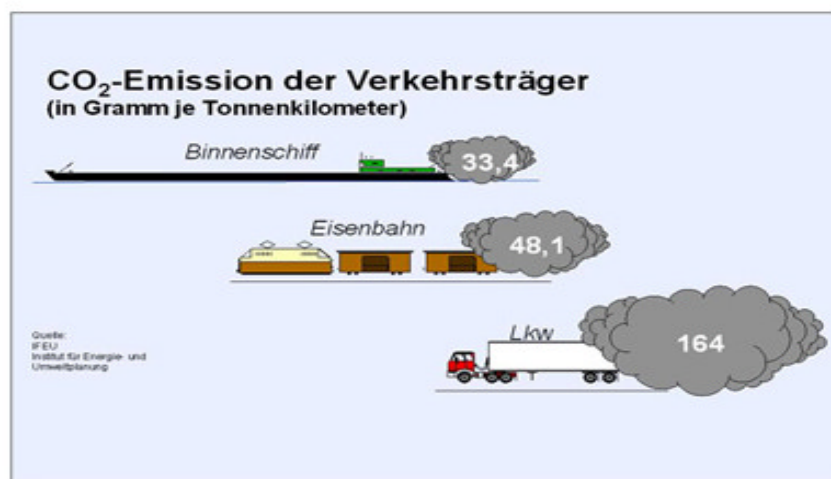 CO₂-Emission der Verkehrsträger
(in Gramm je Tonnenkilometer)
Binnenschiff
33,4
Eisenbahn
48,1
Lkw
164
Quelle:
IFEU
Institut für Energie- und
Umweltplanung